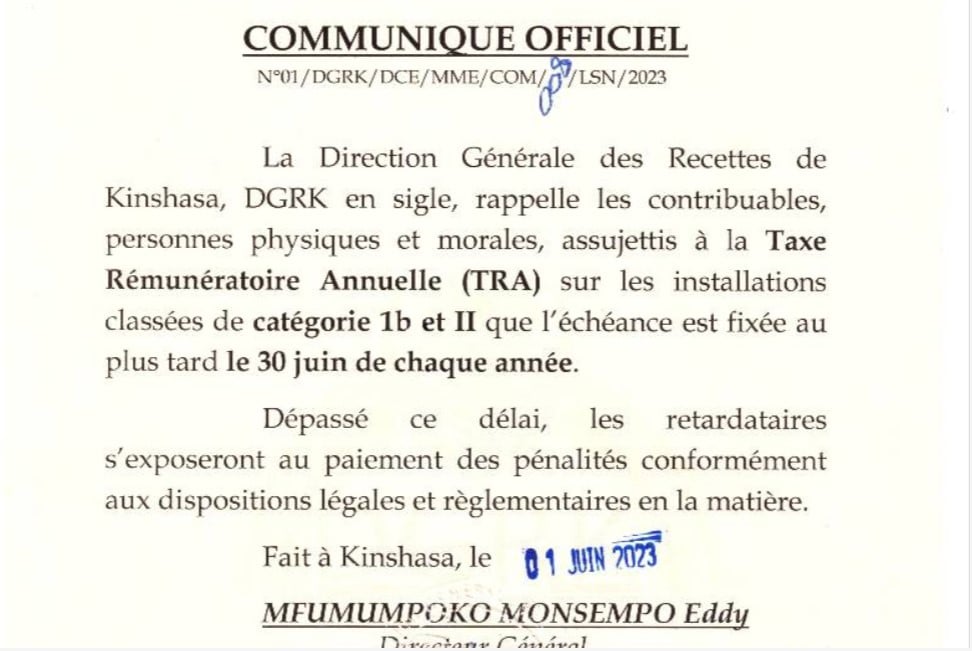 COMMUNIQUE OFFICIEL
N°01/DGRK/DCE/MME/COM/ /LSN/2023
La Direction Générale des Recettes de
Kinshasa, DGRK en sigle, rappelle les contribuables,
personnes physiques et morales, assujettis à la Taxe
Rémunératoire Annuelle (TRA) sur les installations
classées de catégorie 1b et II que l'échéance est fixée au
plus tard le 30 juin de chaque année.
Dépassé ce délai, les retardataires
s'exposeront au paiement des pénalités conformément
aux dispositions légales et règlementaires en la matière.
Fait à Kinshasa, le 01 JUIN 2023
MFUMUMPOKO MONSEMPO Eddy
Directeur Général